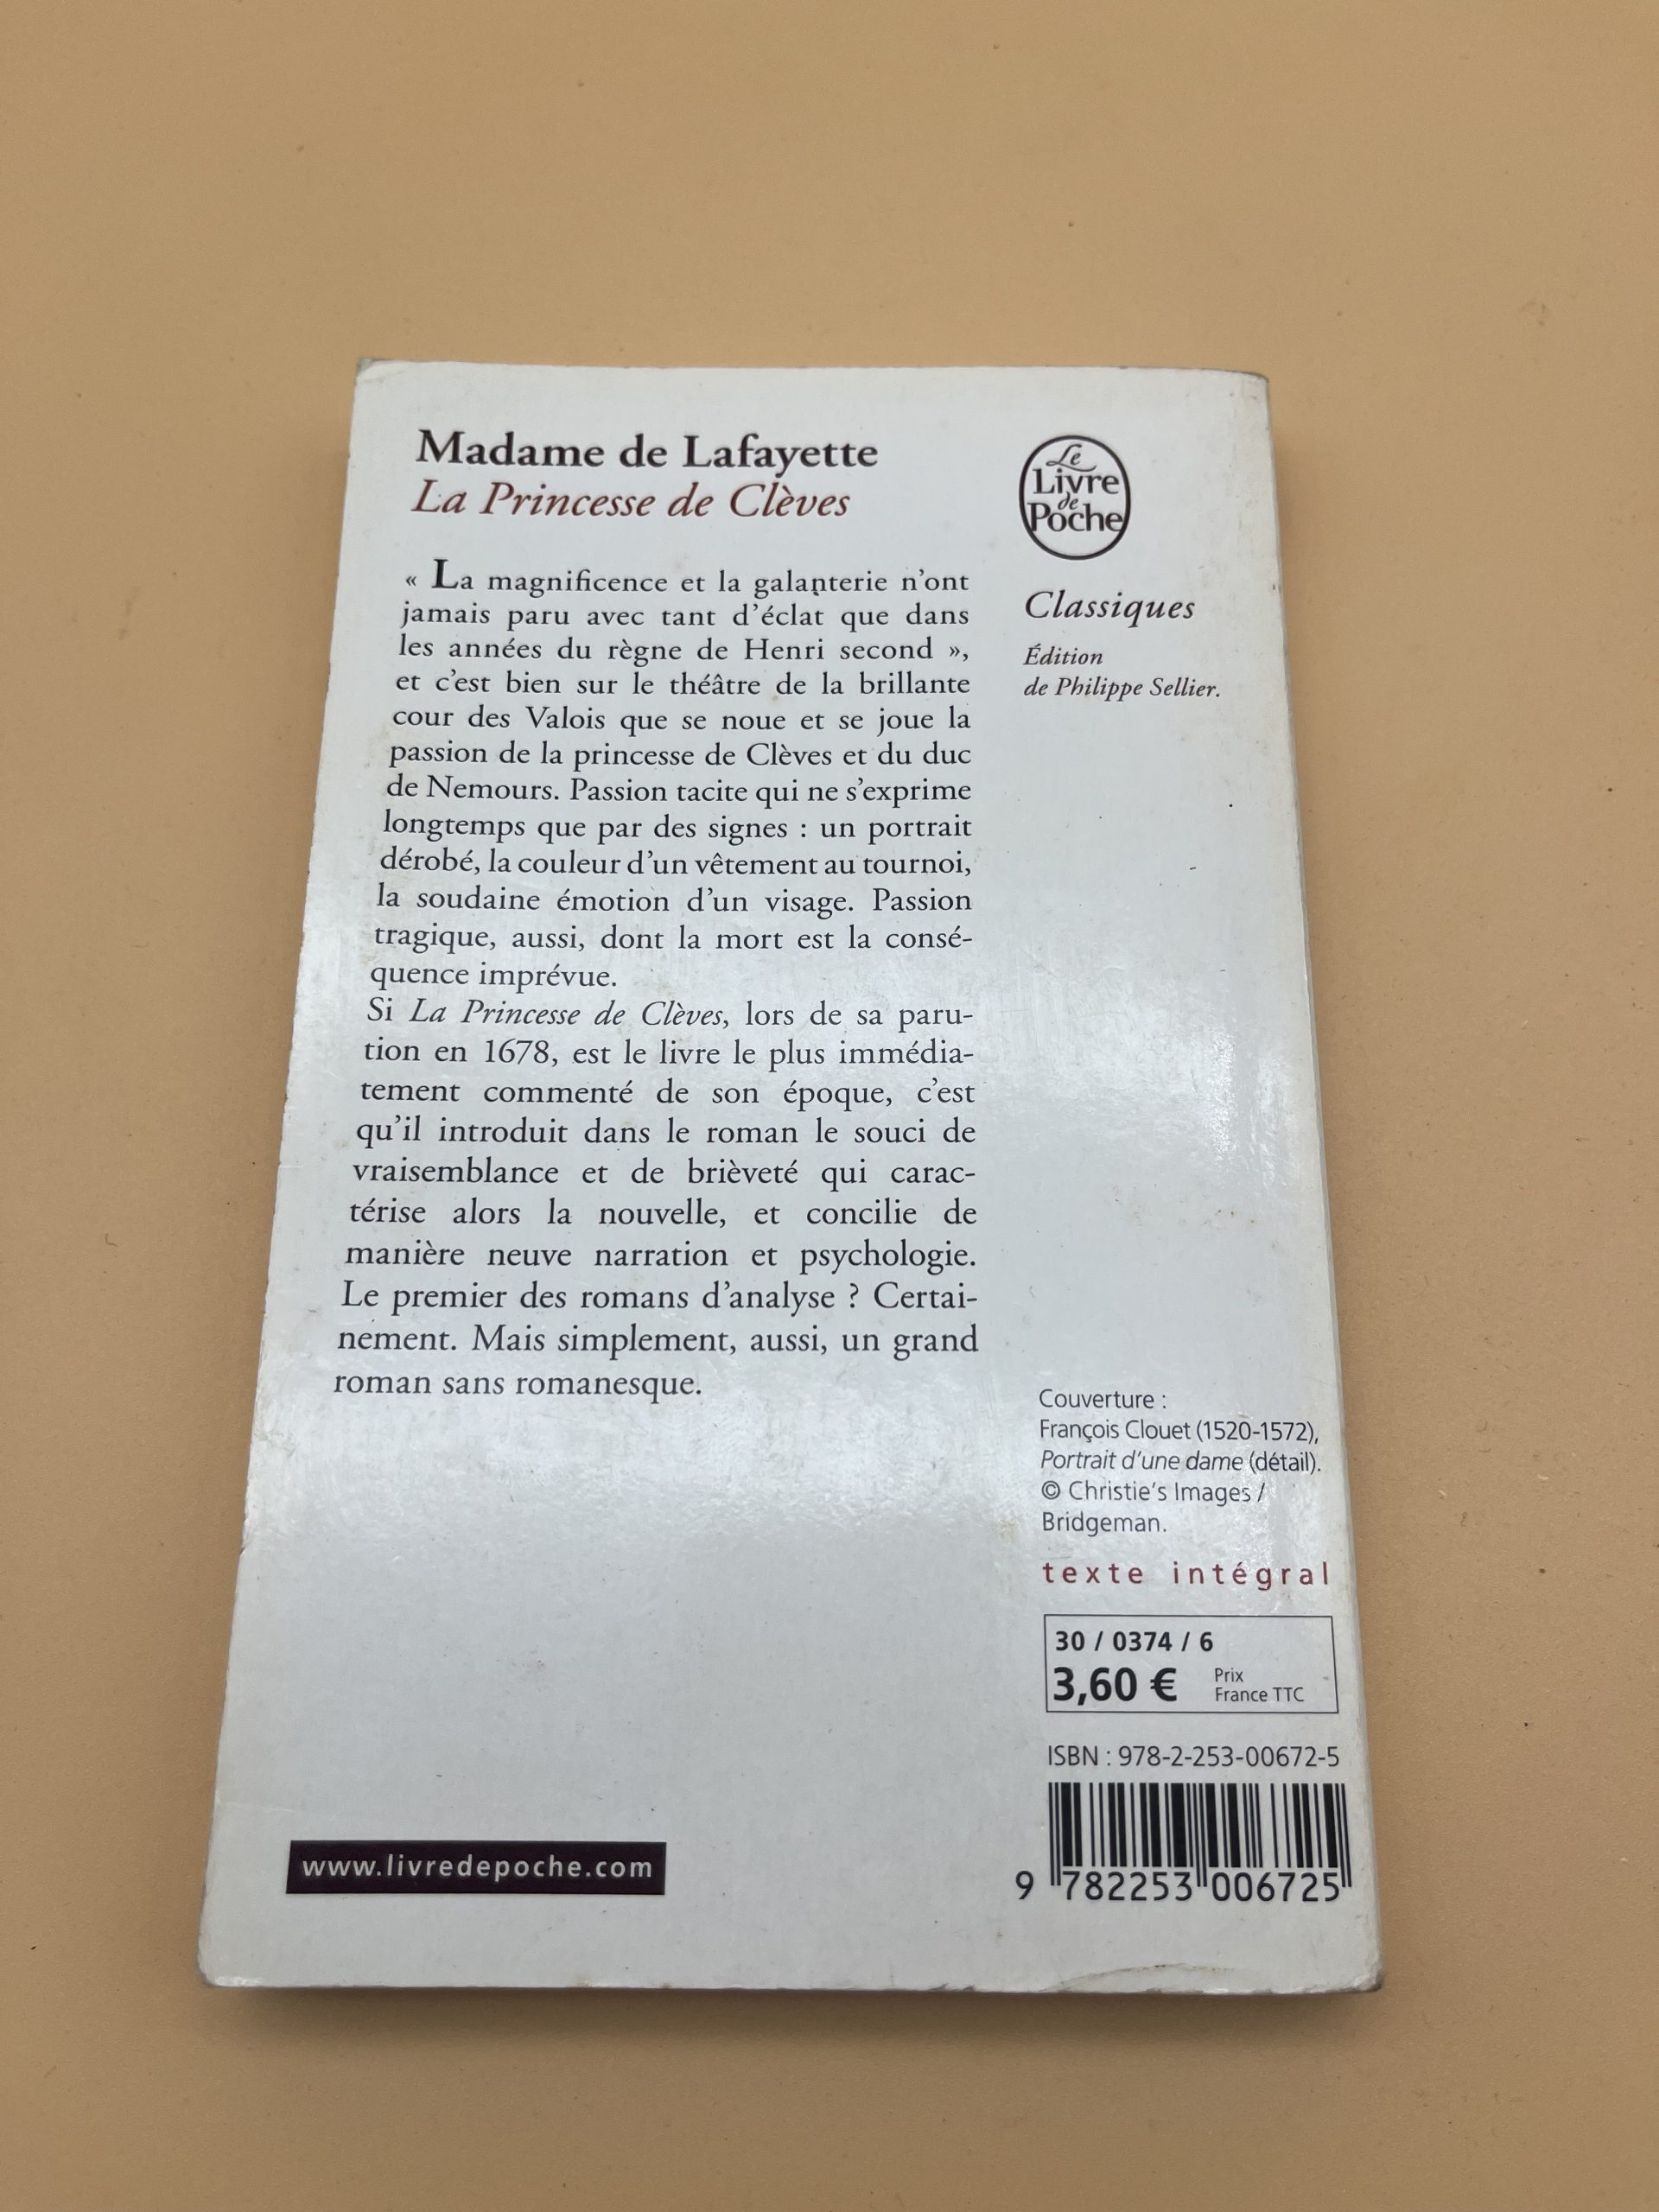 Madame de Lafayette
La Princesse de Clèves
« La magnificence et la galanterie n'ont
jamais paru avec tant d'éclat que dans
les années du règne de Henri second »,
et c'est bien sur le théâtre de la brillante
cour des Valois que se noue et se joue la
passion de la princesse de Clèves et du duc
de Nemours. Passion tacite qui ne s'exprime
longtemps que par des signes : un portrait
dérobé, la couleur d'un vêtement au tournoi,
la soudaine émotion d'un visage. Passion
tragique, aussi, dont la mort est la consé-
quence imprévue.
Si La Princesse de Clèves, lors de sa paru-
tion en 1678, est le livre le plus immédia-
tement commenté de son époque, c'est
qu'il introduit dans le roman le souci de
vraisemblance et de brièveté qui carac-
térise alors la nouvelle, et concilie de
manière neuve narration et psychologie.
Le premier des romans d'analyse ? Certai-
nement. Mais simplement, aussi, un grand
roman sans romanesque.
www.livredepoche.com
Le
Livre
de
Poche
Classiques
Édition
de Philippe Sellier.
Couverture :
François Clouet (1520-1572),
Portrait d'une dame (détail).
© Christie's Images /
Bridgeman.
texte intégral
30 / 0374 / 6
3,60 € Prix
France TTC
ISBN : 978-2-253-00672-5
9 782253 006725